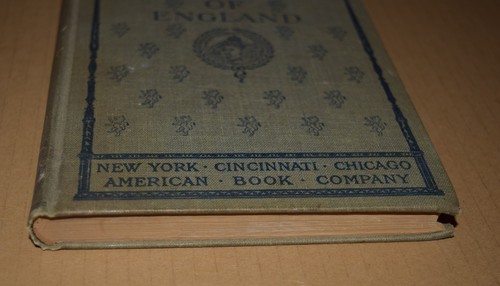 OF
ENGLAND
NEW YORK · CINCINNATI · CHICAGO
AMERICAN · BOOK · COMPANY